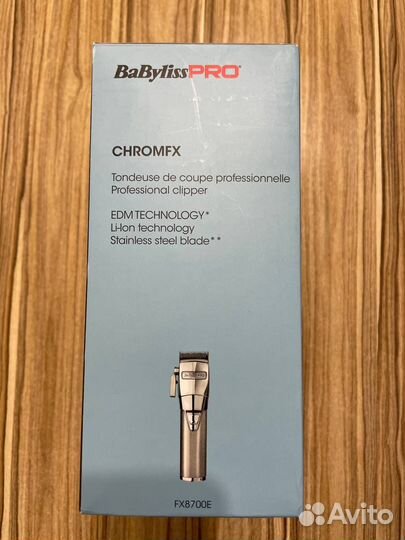 BaBylissPRO®
CHROMFX
Tondeuse de coupe professionnelle
Professional clipper
EDM TECHNOLOGY*
Li-Ion technology
Stainless steel blade**
FX8700E
Avito